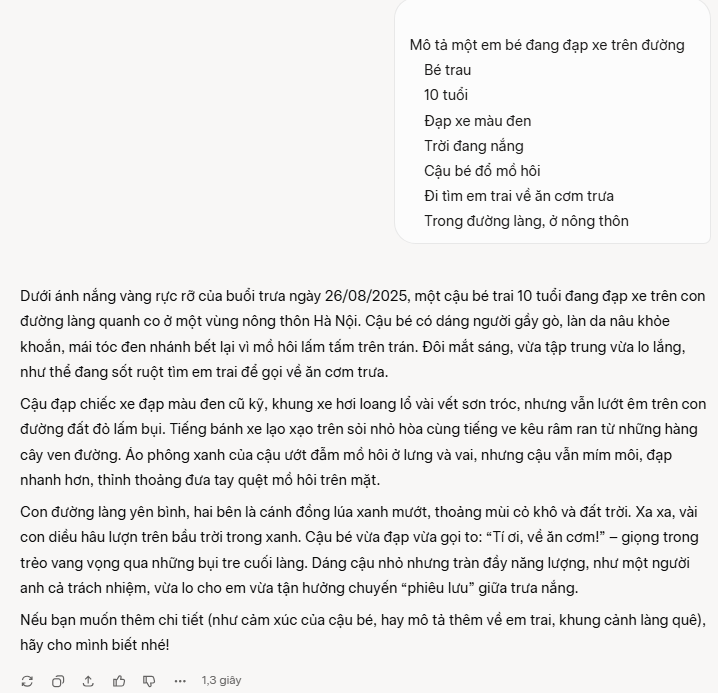 Mô tả một em bé đang đạp xe trên đường
Bé trau
10 tuổi
Đạp xe màu đen
Trời đang nắng
Cậu bé đổ mồ hôi
Đi tìm em trai về ăn cơm trưa
Trong đường làng, ở nông thôn
Dưới ánh nắng vàng rực rỡ của buổi trưa ngày 26/08/2025, một cậu bé trai 10 tuổi đang đạp xe trên con
đường làng quanh co ở một vùng nông thôn Hà Nội. Cậu bé có dáng người gầy gò, làn da nâu khỏe
khoắn, mái tóc đen nhánh bết lại vì mồ hôi lấm tấm trên trán. Đôi mắt sáng, vừa tập trung vừa lo lắng,
như thể đang sốt ruột tìm em trai để gọi về ăn cơm trưa.
Cậu đạp chiếc xe đạp màu đen cũ kỹ, khung xe hơi loang lổ vài vết sơn tróc, nhưng vẫn lướt êm trên con
đường đất đỏ lấm bụi. Tiếng bánh xe lạo xạo trên sỏi nhỏ hòa cùng tiếng ve kêu râm ran từ những hàng
cây ven đường. Áo phông xanh của cậu ướt đẫm mồ hôi ở lưng và vai, nhưng cậu vẫn mím môi, đạp
nhanh hơn, thỉnh thoảng đưa tay quệt mồ hôi trên mặt.
Con đường làng yên bình, hai bên là cánh đồng lúa xanh mướt, thoảng mùi cỏ khô và đất trời. Xa xa, vài
con diều hâu lượn trên bầu trời trong xanh. Cậu bé vừa đạp vừa gọi to: “Tí ơi, về ăn cơm!” – giọng trong
trẻo vang vọng qua những bụi tre cuối làng. Dáng cậu nhỏ nhưng tràn đầy năng lượng, như một người
anh cả trách nhiệm, vừa lo cho em vừa tận hưởng chuyến “phiêu lưu” giữa trưa nắng.
Nếu bạn muốn thêm chi tiết (như cảm xúc của cậu bé, hay mô tả thêm về em trai, khung cảnh làng quê),
hãy cho mình biết nhé!
1,3 giây